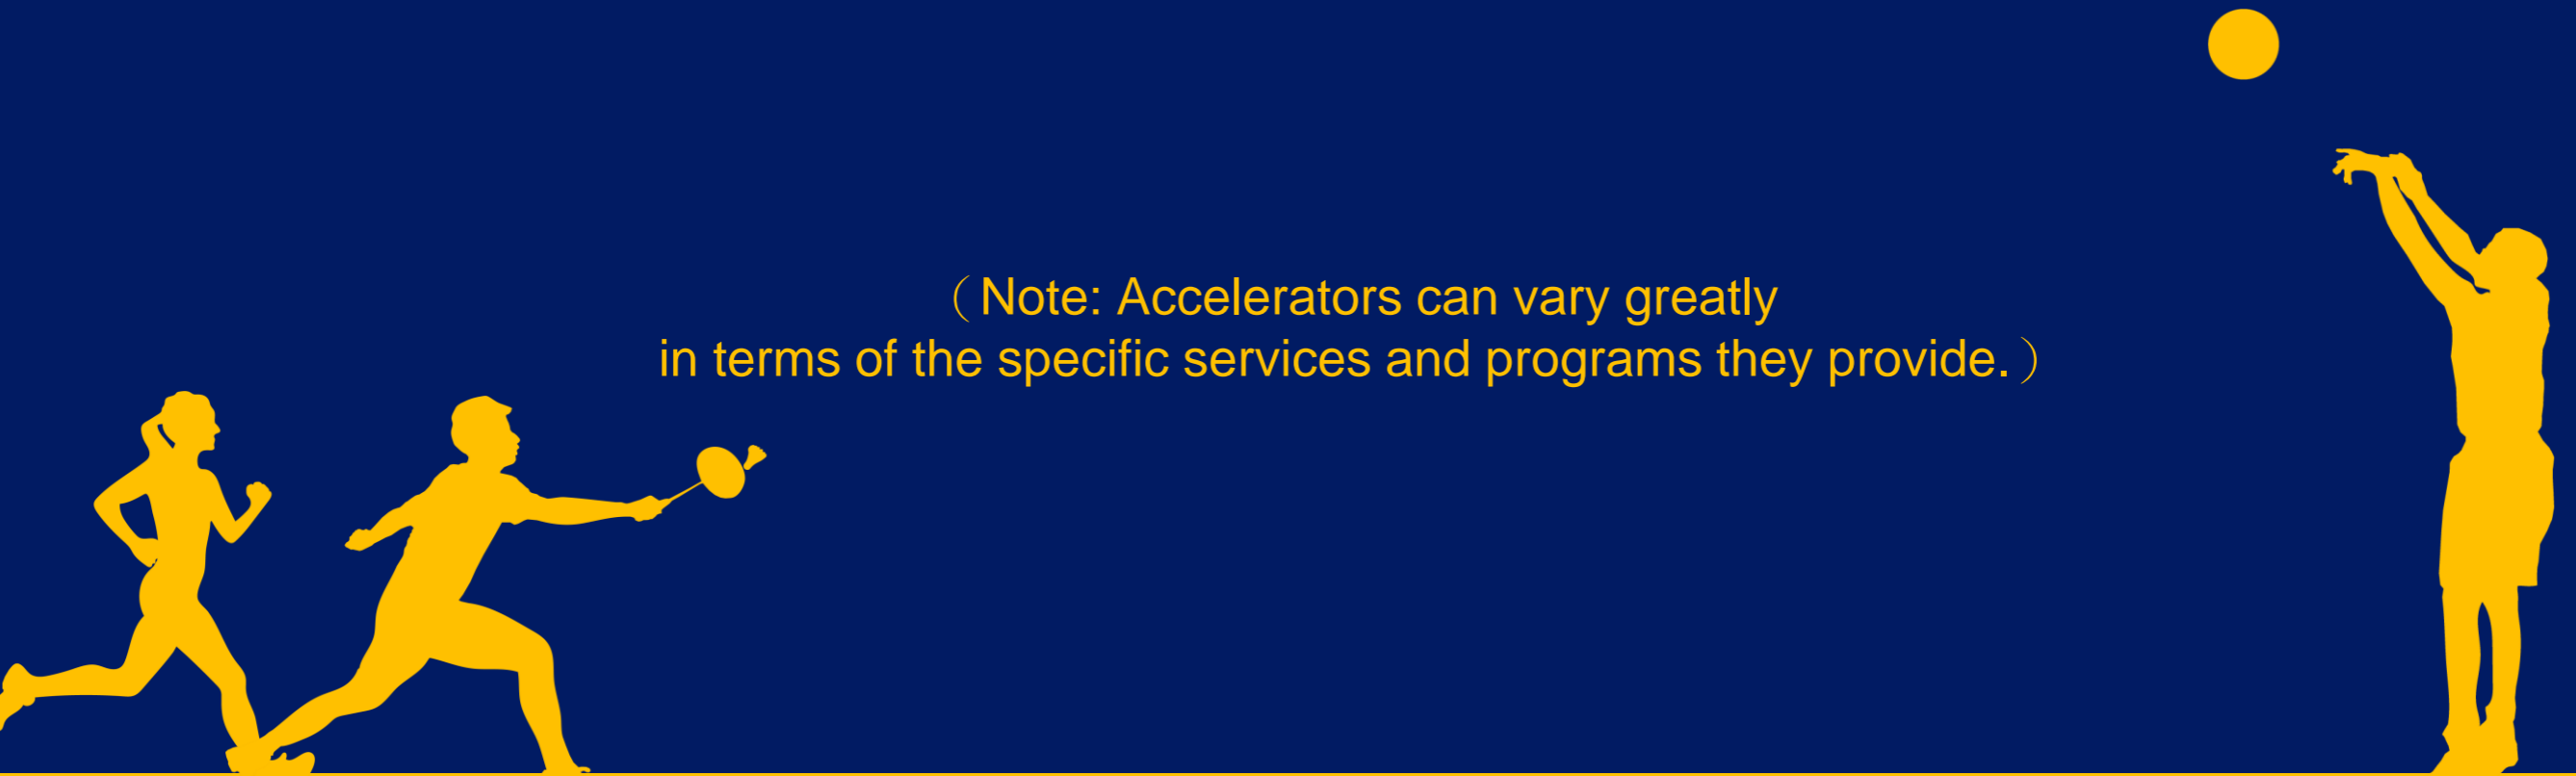 （Note: Accelerators can vary greatly
in terms of the specific services and programs they provide.）